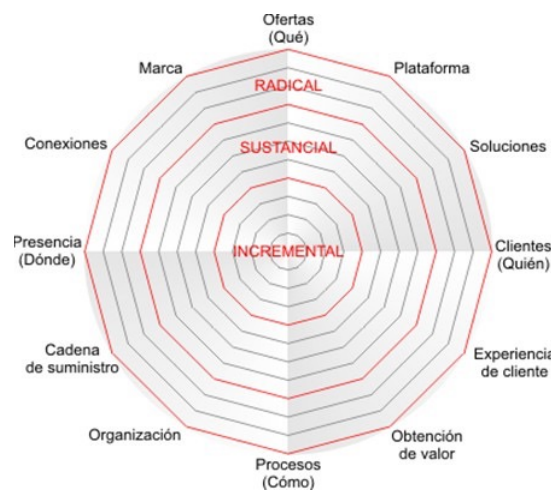 Ofertas
(Qué)
Marca
Plataforma
RADICAL
Conexiones
SUSTANCIAL
Soluciones
Presencia
(Dónde)
INCREMENTAL
Clientes
(Quién)
Cadena
de suministro
Experiencia
de cliente
Organización
Obtención
de valor
Procesos
(Cómo)